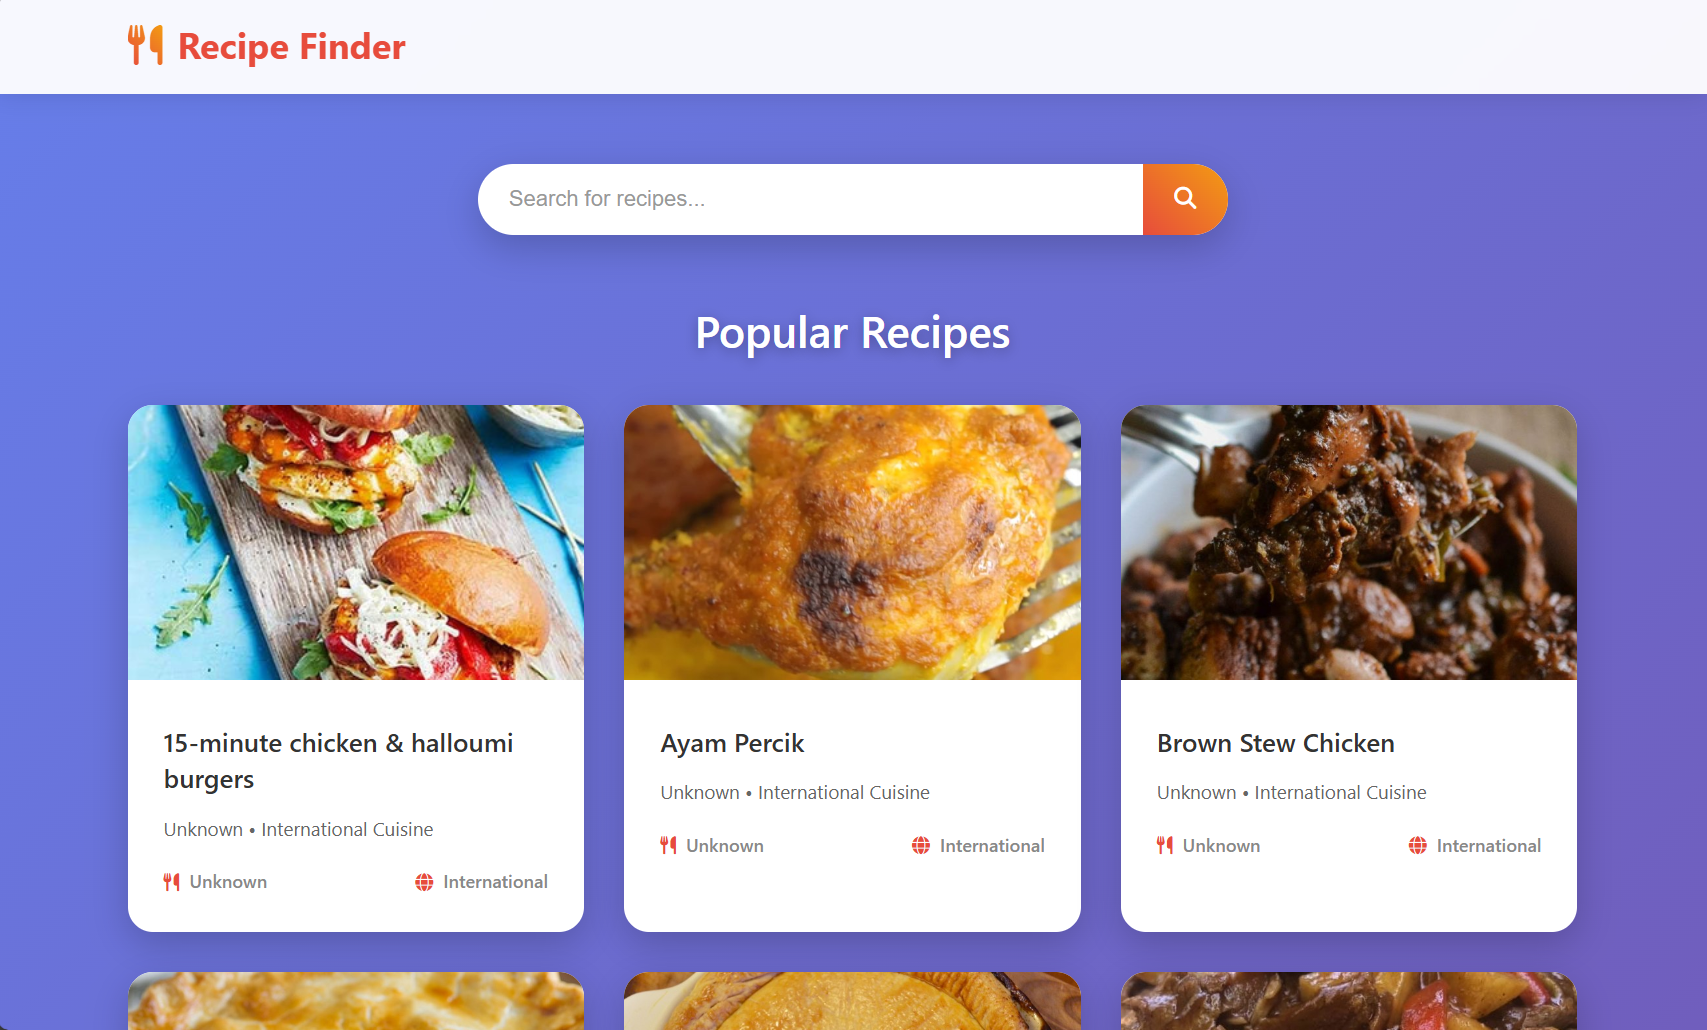 Recipe Finder
Search for recipes...
Popular Recipes
15-minute chicken & halloumi
burgers
Unknown • International Cuisine
Unknown
International
Ayam Percik
Unknown • International Cuisine
Unknown
International
Brown Stew Chicken
Unknown • International Cuisine
Unknown
International